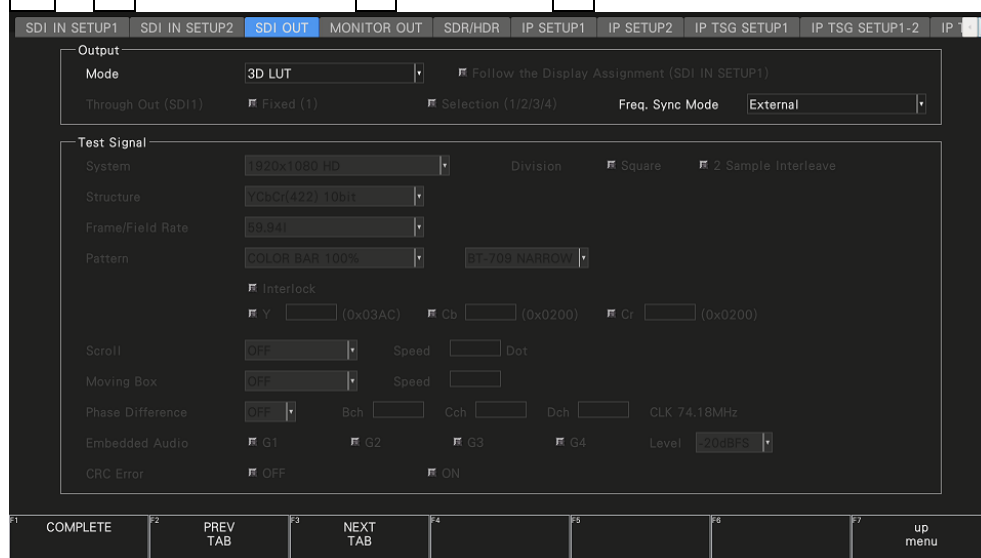 SDI IN SETUP1 SDI IN SETUP2 SDI OUT MONITOR OUT SDR/HDR IP SETUP1 IP SETUP2 IP TSG SETUP1 IP TSG SETUP1-2
Output
Mode 3D LUT Follow the Display Assignment (SDI IN SETUP1)
Through Out (SDI1) Fixed (1) Selection (1/2/3/4) Freq. Sync Mode External
Test Signal
System 1920x1080 HD Division Square 2 Sample Interleave
Structure YCbCr(422) 10bit
Frame/Field Rate 59.94I
Pattern COLOR BAR 100% BT-709 NARROW
Interlock
Y (0x03AC) Cb (0x0200) Cr (0x0200)
Scroll OFF Speed Dot
Moving Box OFF Speed
Phase Difference OFF Bch Cch Dch CLK 74.18MHz
Embedded Audio G1 G2 G3 G4 Level -20dBFS
CRC Error OFF ON
F1 COMPLETE F2 PREV TAB F3 NEXT TAB F4 F5 F6 F7 up menu